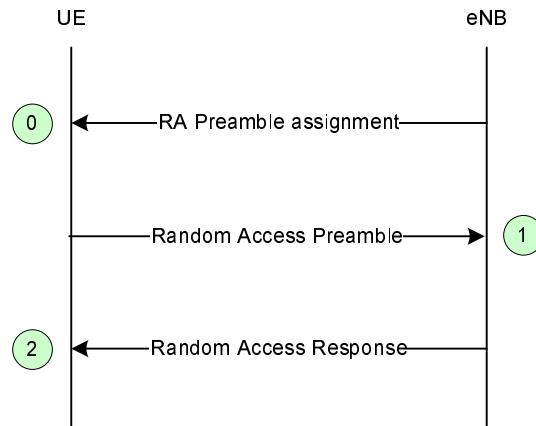 UE
eNB
0
RA Preamble assignment
Random Access Preamble
1
2
Random Access Response